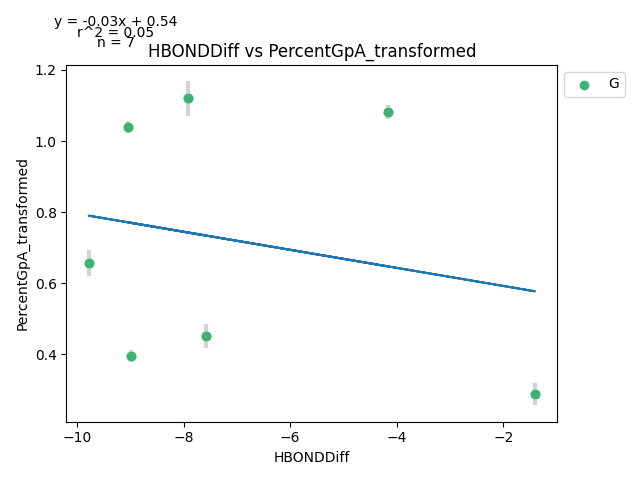 y = -0.03x + 0.54
r^2 = 0.05
n = 7
HBONDDiff vs PercentGpA_transformed
G
1.2
1.0
0.8
0.6
0.4
PercentGpA_transformed
−10
−8
−6
−4
−2
HBONDDiff